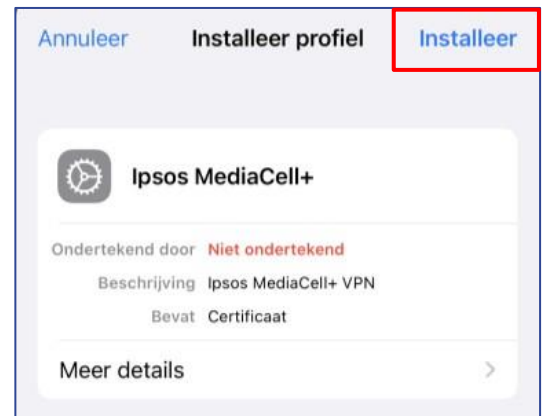 Annuleer Installeer profiel Installeer
Ipsos MediaCell+
Ondertekend door Niet ondertekend
Beschrijving Ipsos MediaCell+ VPN
Bevat Certificaat
Meer details